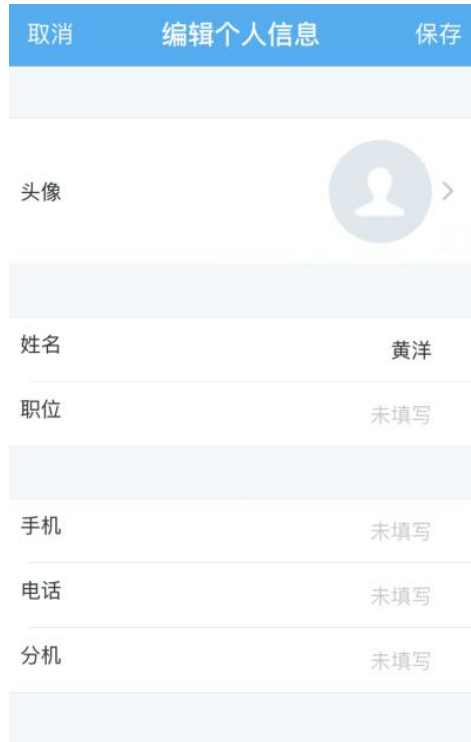 取消 编辑个人信息 保存
头像
姓名 黄洋
职位 未填写
手机 未填写
电话 未填写
分机 未填写